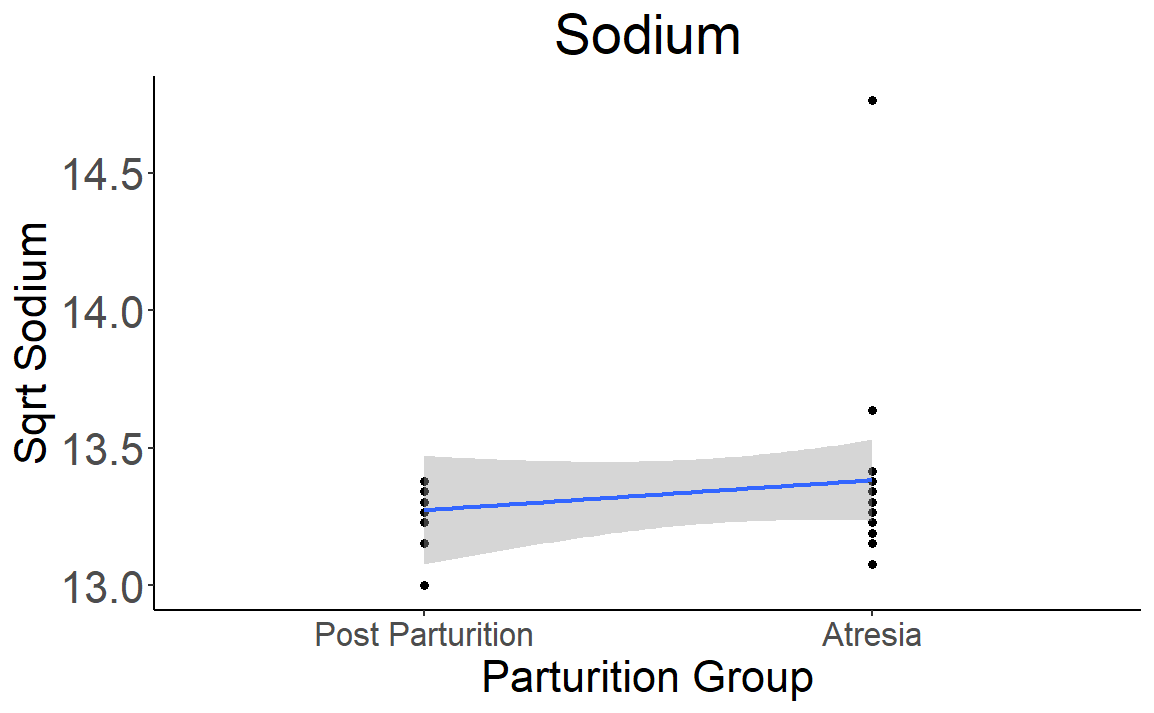 Sodium
Sqrt Sodium
14.5
14.0
13.5
13.0
Post Parturition Atresia
Parturition Group